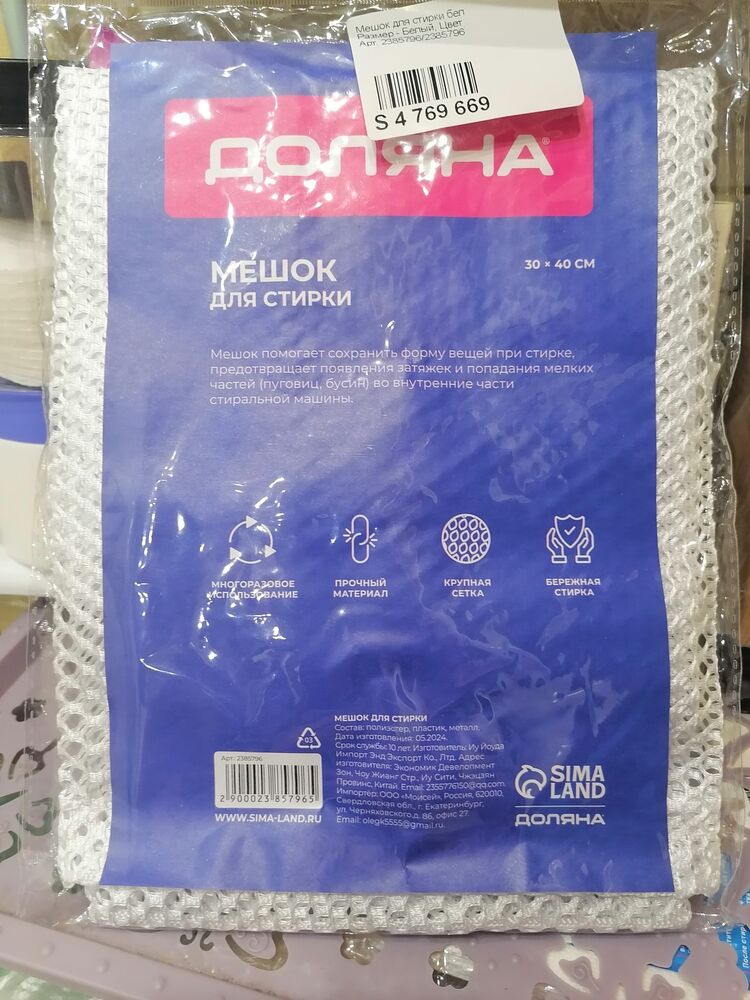 Мешок для стирки бел
Размер - Белый, Цвет
Арт. 2385796/2385796
S 4 769 669
ДОЛЯНА®
МЕШОК
ДЛЯ СТИРКИ
30 × 40 СМ
Мешок помогает сохранить форму вещей при стирке,
предотвращает появления затяжек и попадания мелких
частей (пуговиц, бусин) во внутренние части
стиральной машины.
МНОГОРАЗОВОЕ
ИСПОЛЬЗОВАНИЕ
ПРОЧНЫЙ
МАТЕРИАЛ
КРУПНАЯ
СЕТКА
БЕРЕЖНАЯ
СТИРКА
Арт.: 2385796
2 900023 857965
WWW.SIMA-LAND.RU
03
МЕШОК ДЛЯ СТИРКИ
Состав: полиэстер, пластик, металл.
Дата изготовления: 05.2024.
Срок службы: 10 лет. Изготовитель: Иу Йоуда
Импорт Энд Экспорт Ко., Лтд. Адрес
изготовителя: Экономик Девелопмент
Зон, Чоу Жианг Стр., Иу Сити, Чжэцзян
Провинс, Китай. Email: 2355776150@qq.com.
Импортёр: ООО «Моисей», Россия, 620010,
Свердловская обл., г. Екатеринбург,
ул. Черняховского д. 86, офис 27.
Email: olegk5555@gmail.ru.
SIMA
LAND
ДОЛЯНА